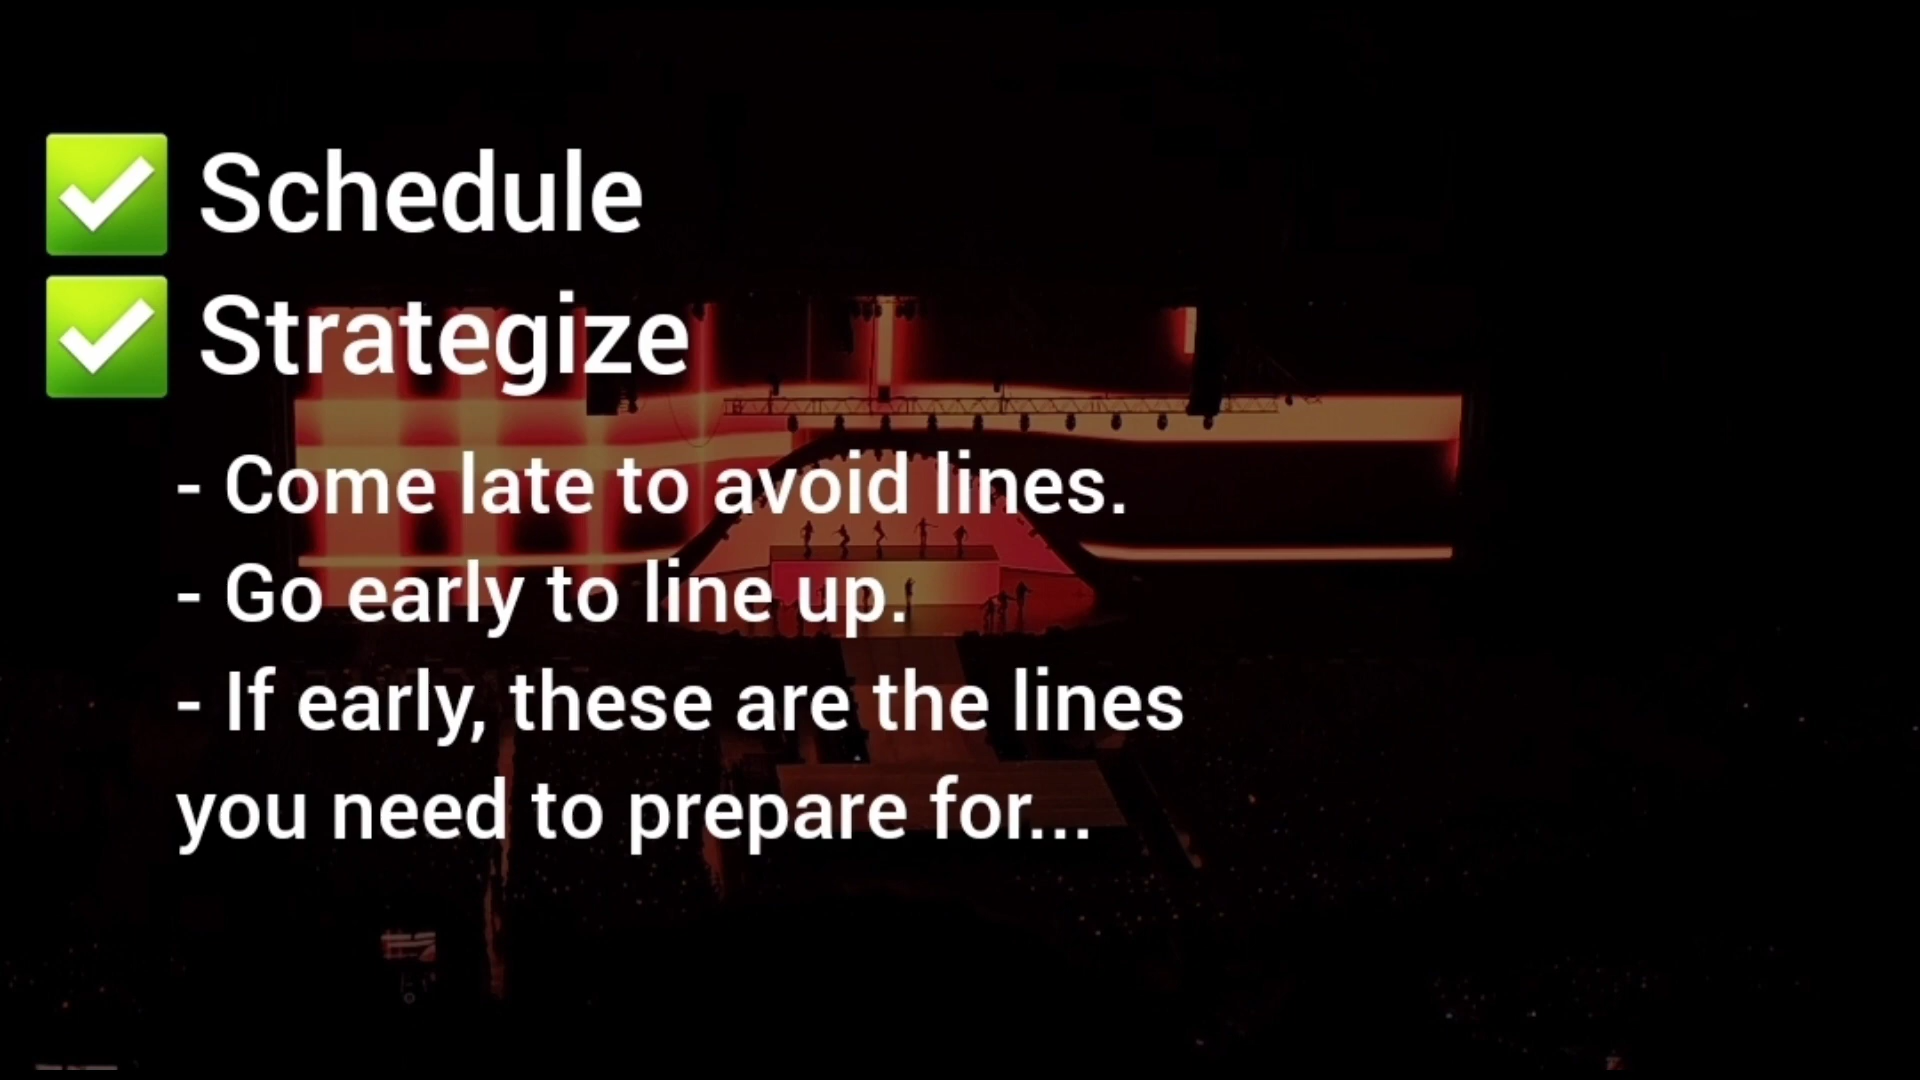 ✅ Schedule
✅ Strategize
- Come late to avoid lines.
- Go early to line up.
- If early, these are the lines
you need to prepare for...